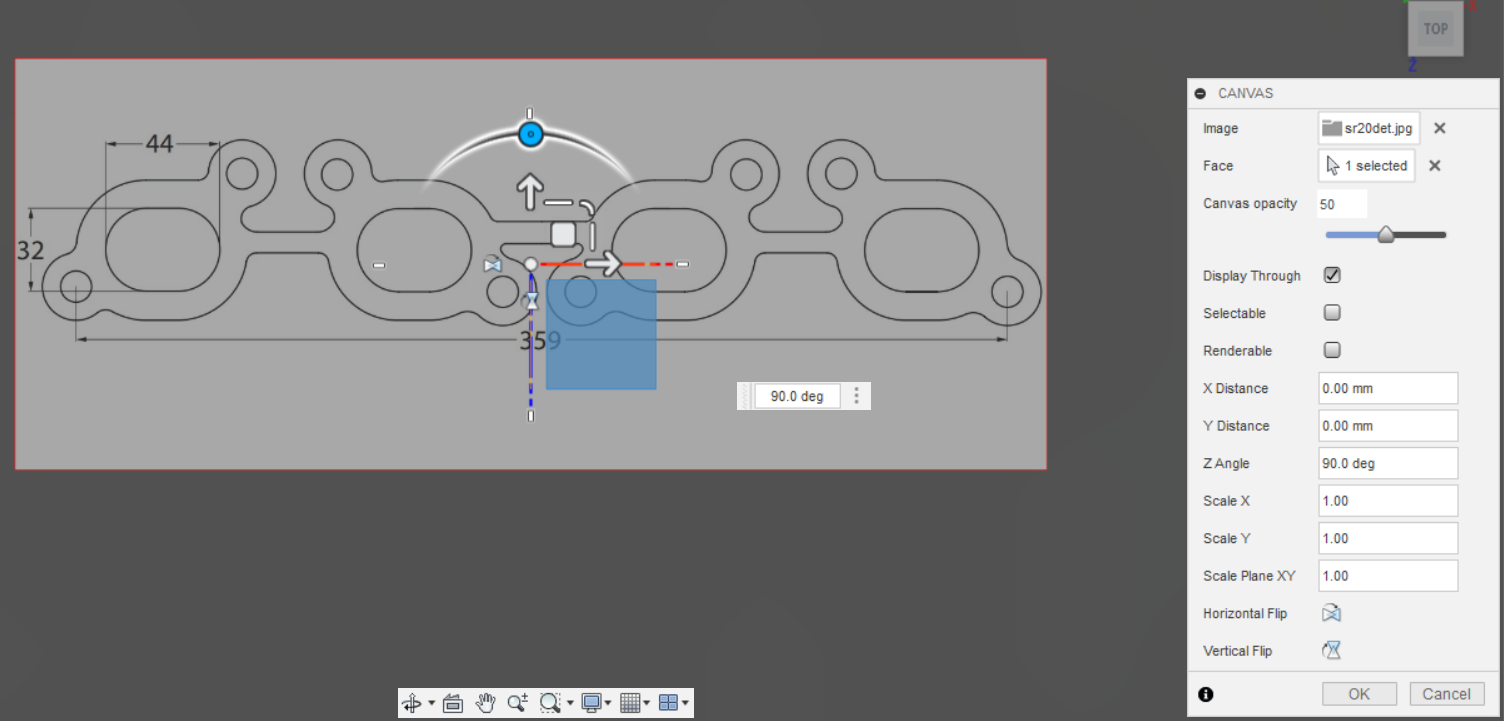 TOP
Z
CANVAS
Image sr20det.jpg
Face 1 selected
Canvas opacity 50
Display Through
Selectable
Renderable
X Distance 0.00 mm
Y Distance 0.00 mm
Z Angle 90.0 deg
Scale X 1.00
Scale Y 1.00
Scale Plane XY 1.00
Horizontal Flip
Vertical Flip
OK Cancel
44
32
359
90.0 deg